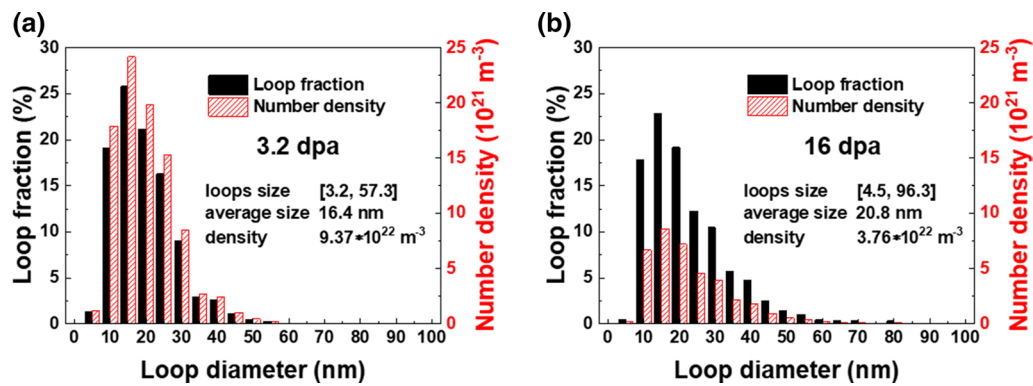 (a)
30
25
20
15
10
5
0
Loop fraction (%)
25
20
15
10
5
0
Number density (10²¹ m⁻³)
Loop fraction
Number density
3.2 dpa
loops size [3.2, 57.3]
average size 16.4 nm
density 9.37*10²² m⁻³
0 10 20 30 40 50 60 70 80 90 100
Loop diameter (nm)
(b)
30
25
20
15
10
5
0
Loop fraction (%)
25
20
15
10
5
0
Number density (10²¹ m⁻³)
Loop fraction
Number density
16 dpa
loops size [4.5, 96.3]
average size 20.8 nm
density 3.76*10²² m⁻³
0 10 20 30 40 50 60 70 80 90 100
Loop diameter (nm)